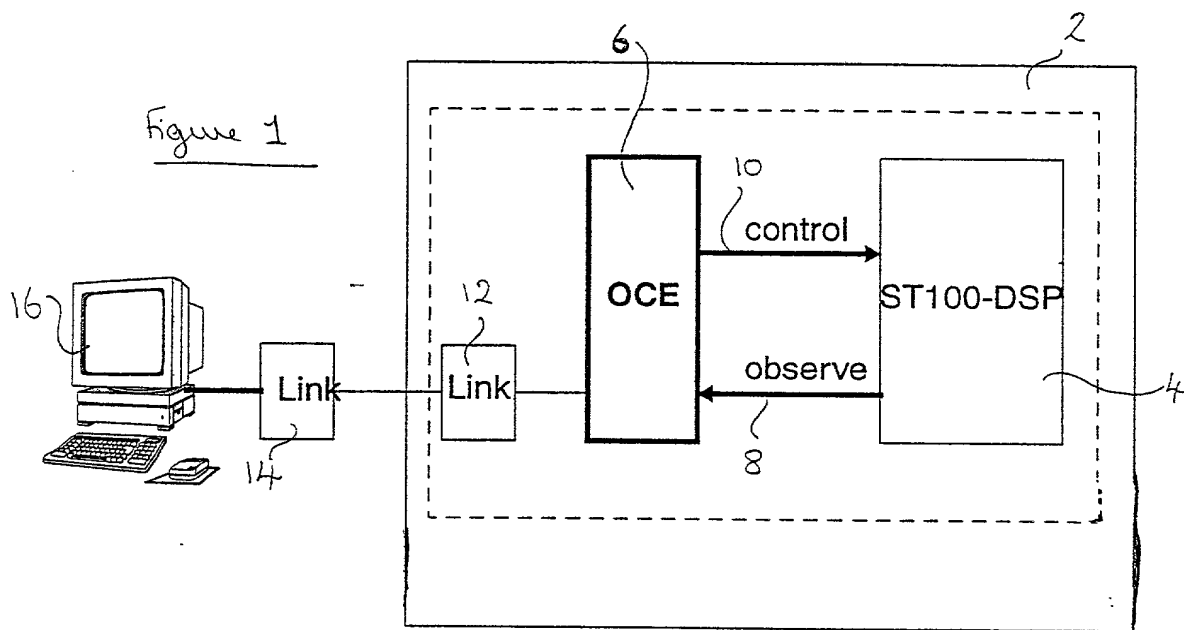 6
2
Figure 1
10
control
OCE
ST100-DSP
16
12
Link
Link
observe
4
14
8